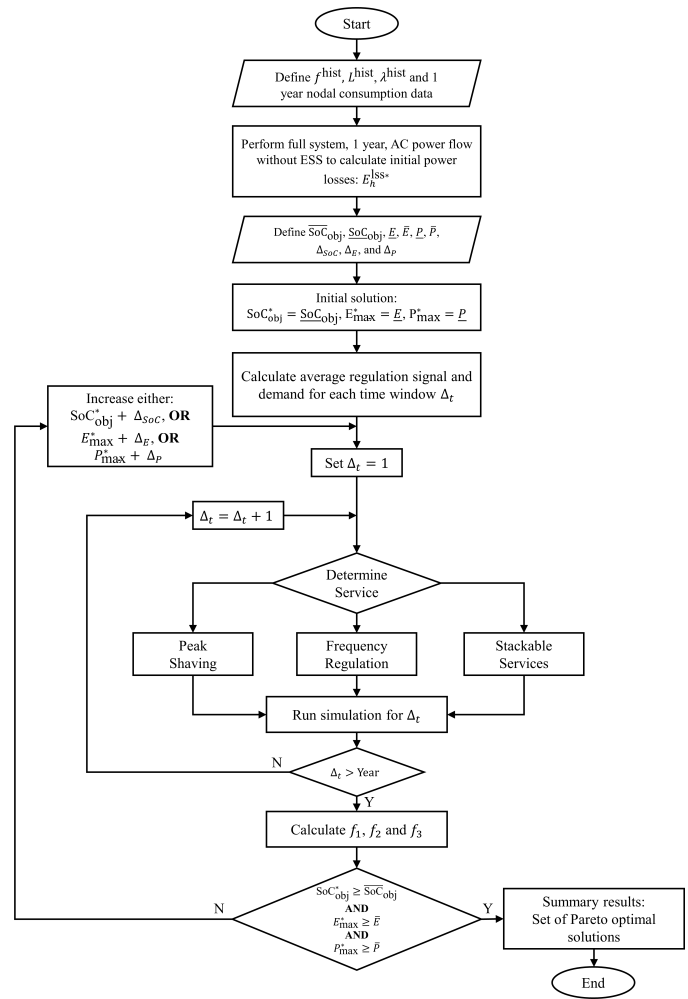 Start
Define f^hist, L^hist, λ^hist and 1
year nodal consumption data
Perform full system, 1 year, AC power flow
without ESS to calculate initial power
losses: E_h^lss*
Define S̅o̅C̅_obj, S̲o̲C̲_obj, E̲, E̅, P̲, P̅,
Δ_SoC, Δ_E, and Δ_P
Initial solution:
SoC*_obj = S̲o̲C̲_obj, E*_max = E̲, P*_max = P̲
Calculate average regulation signal and
demand for each time window Δ_t
Increase either:
SoC*_obj + Δ_SoC, OR
E*_max + Δ_E, OR
P*_max + Δ_P
Set Δ_t = 1
Δ_t = Δ_t + 1
Determine
Service
Peak
Shaving
Frequency
Regulation
Stackable
Services
Run simulation for Δ_t
N
Δ_t > Year
Y
Calculate f_1, f_2 and f_3
N
SoC*_obj ≥ S̅o̅C̅_obj
AND
E*_max ≥ E̅
AND
P*_max ≥ P̅
Y
Summary results:
Set of Pareto optimal
solutions
End